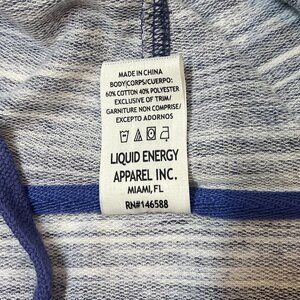 MADE IN CHINA
BODY/CORPS/CUERPO:
60% COTTON 40% POLYESTER
EXCLUSIVE OF TRIM/
GARNITURE NON COMPRISE/
EXCEPTO ADORNOS
LIQUID ENERGY
APPAREL INC.
MIAMI, FL
RN#146588